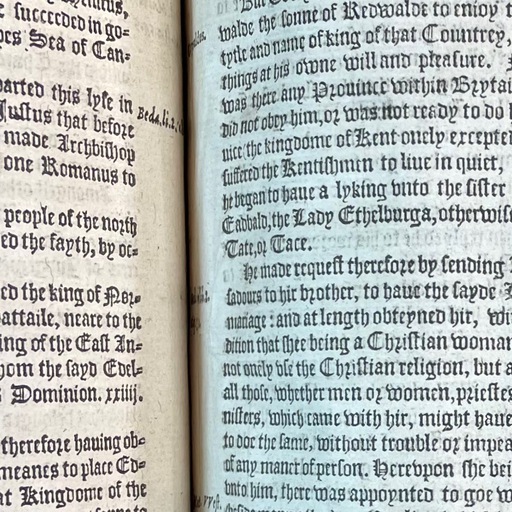 e succeeded in go=
pes Sea of Can=
parted this lyfe in
Justus that before
made Archbishop
one Romanus to
people of the north
ed the fayth, by oc=
ed the king of Nor=
attaile, neare to the
ing of the East An=
hom the sayd Edel=
Dominion. xxiiij.
therefore hauing ob=
meanes to place Ed=
at Kingdome of the
Beda.li.2.
walde the sonne of Redwalde to enioy
tytle and name of king of that Countrey,
things at his owne will and pleasure.
was there any Prouince within Brytai
did not obey him, or was not ready to do
uice the kingdome of Kent onely excepte
suffered the Kentishmen to liue in quiet,
he began to haue a lyking vnto the sister
Eadbald, the Lady Ethelburga, otherwise
Tate, or Tace.
He made request therefore by sending
sadours to hir brother, to haue the sayde
mariage: and at length obteyned hir, wi
dition that shee being a Christian woman
not onely vse the Christian religion, but a
all those, whether men or women, priestes
nisters, which came with hir, might haue
to doe the same, without trouble or impea
of any maner of person. Herevpon she bei
vnto him, there was appoynted to goe w